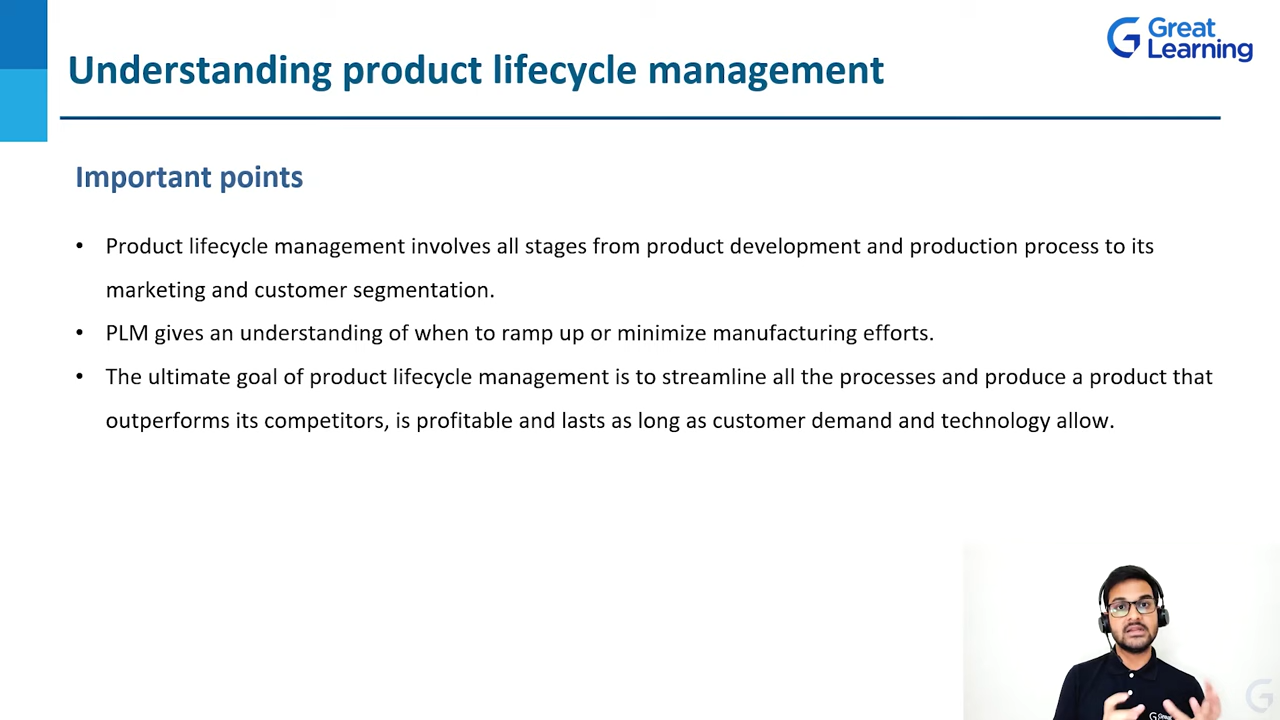 Great
Learning
Understanding product lifecycle management
Important points
• Product lifecycle management involves all stages from product development and production process to its
marketing and customer segmentation.
• PLM gives an understanding of when to ramp up or minimize manufacturing efforts.
• The ultimate goal of product lifecycle management is to streamline all the processes and produce a product that
outperforms its competitors, is profitable and lasts as long as customer demand and technology allow.
Great